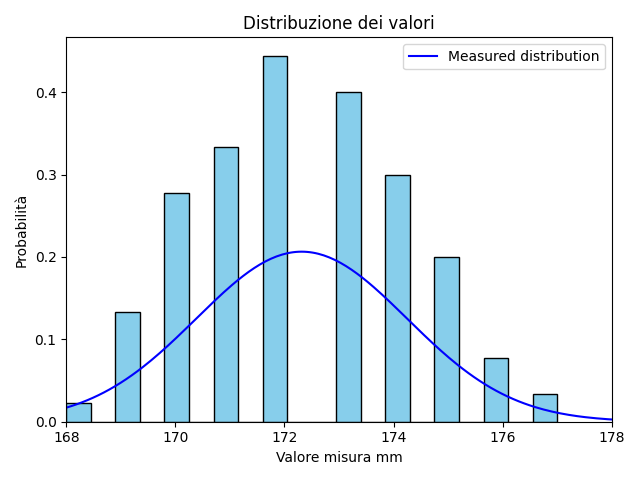 Distribuzione dei valori
Measured distribution
Probabilità
0.4
0.3
0.2
0.1
0.0
168 170 172 174 176 178
Valore misura mm